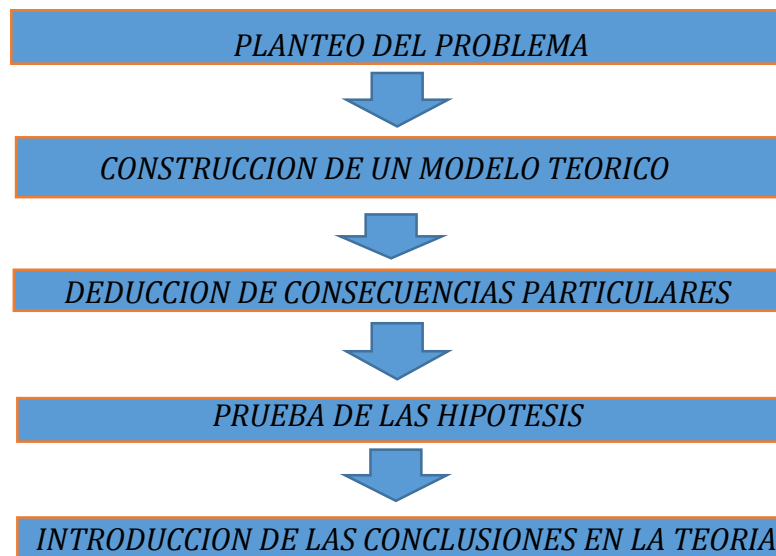 PLANTEO DEL PROBLEMA
CONSTRUCCION DE UN MODELO TEORICO
DEDUCCION DE CONSECUENCIAS PARTICULARES
PRUEBA DE LAS HIPOTESIS
INTRODUCCION DE LAS CONCLUSIONES EN LA TEORIA